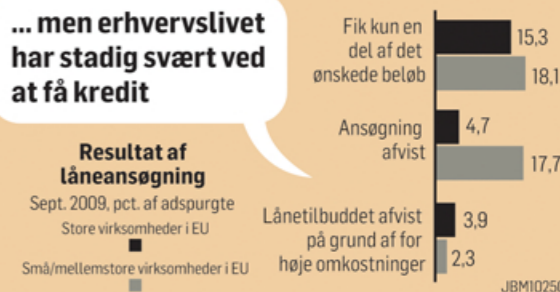 ... men erhvervslivet
har stadig svært ved
at få kredit
Resultat af
låneansøgning
Sept. 2009, pct. af adspurgte
Store virksomheder i EU
Små/mellemstore virksomheder i EU
Fik kun en
del af det
ønskede beløb
15,3
18,1
Ansøgning
afvist
4,7
17,7
Lånetilbuddet afvist
på grund af for
høje omkostninger
3,9
2,3